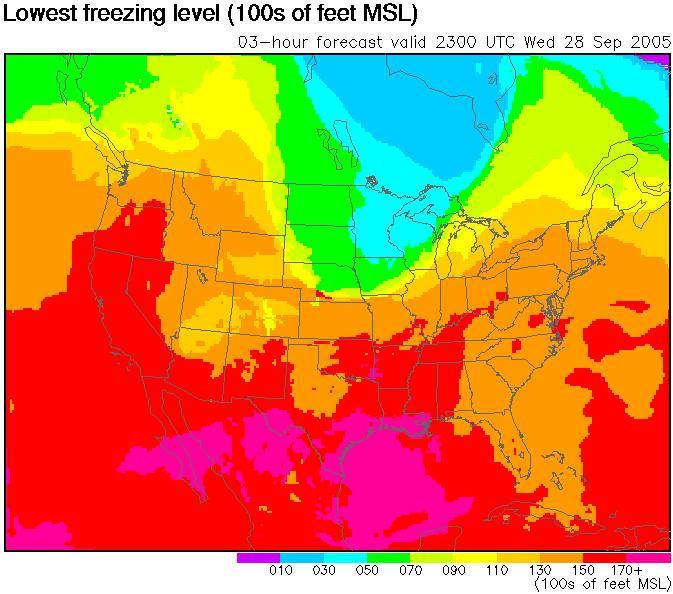 Lowest freezing level (100s of feet MSL)
03-hour forecast valid 2300 UTC Wed 28 Sep 2005
010 030 050 070 090 110 130 150 170+
(100s of feet MSL)